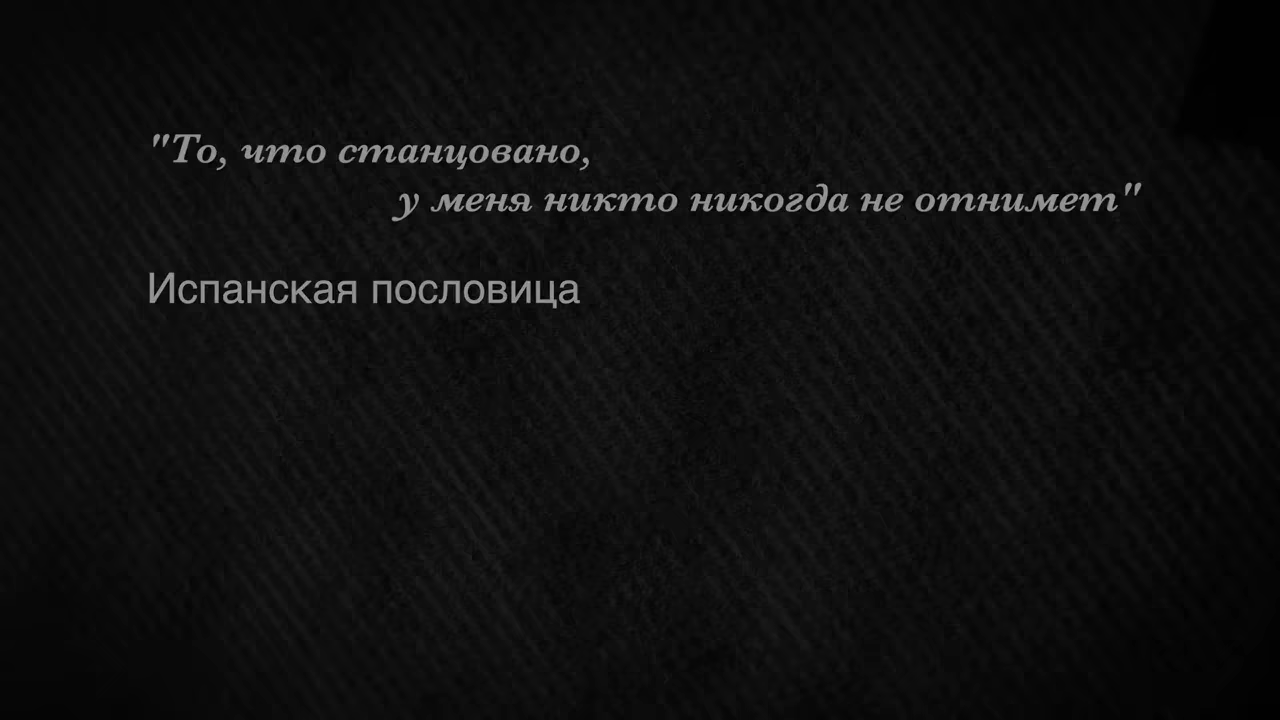 "То, что станцовано,
у меня никто никогда не отнимет"
Испанская пословица